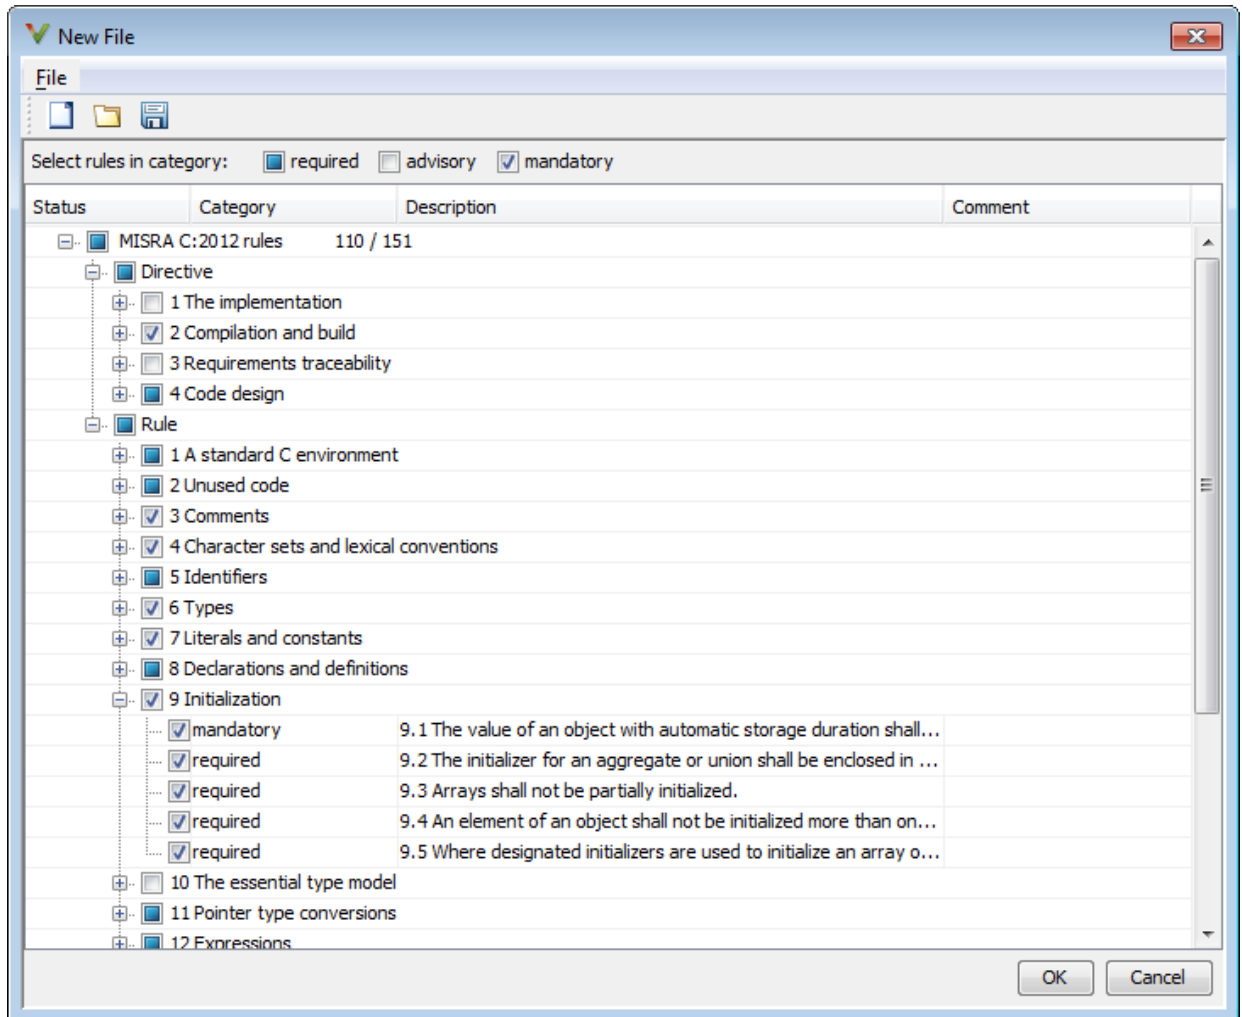 New File
File
Select rules in category: required advisory mandatory
Status Category Description Comment
MISRA C:2012 rules 110 / 151
Directive
1 The implementation
2 Compilation and build
3 Requirements traceability
4 Code design
Rule
1 A standard C environment
2 Unused code
3 Comments
4 Character sets and lexical conventions
5 Identifiers
6 Types
7 Literals and constants
8 Declarations and definitions
9 Initialization
mandatory 9.1 The value of an object with automatic storage duration shall...
required 9.2 The initializer for an aggregate or union shall be enclosed in ...
required 9.3 Arrays shall not be partially initialized.
required 9.4 An element of an object shall not be initialized more than on...
required 9.5 Where designated initializers are used to initialize an array o...
10 The essential type model
11 Pointer type conversions
12 Expressions
OK Cancel